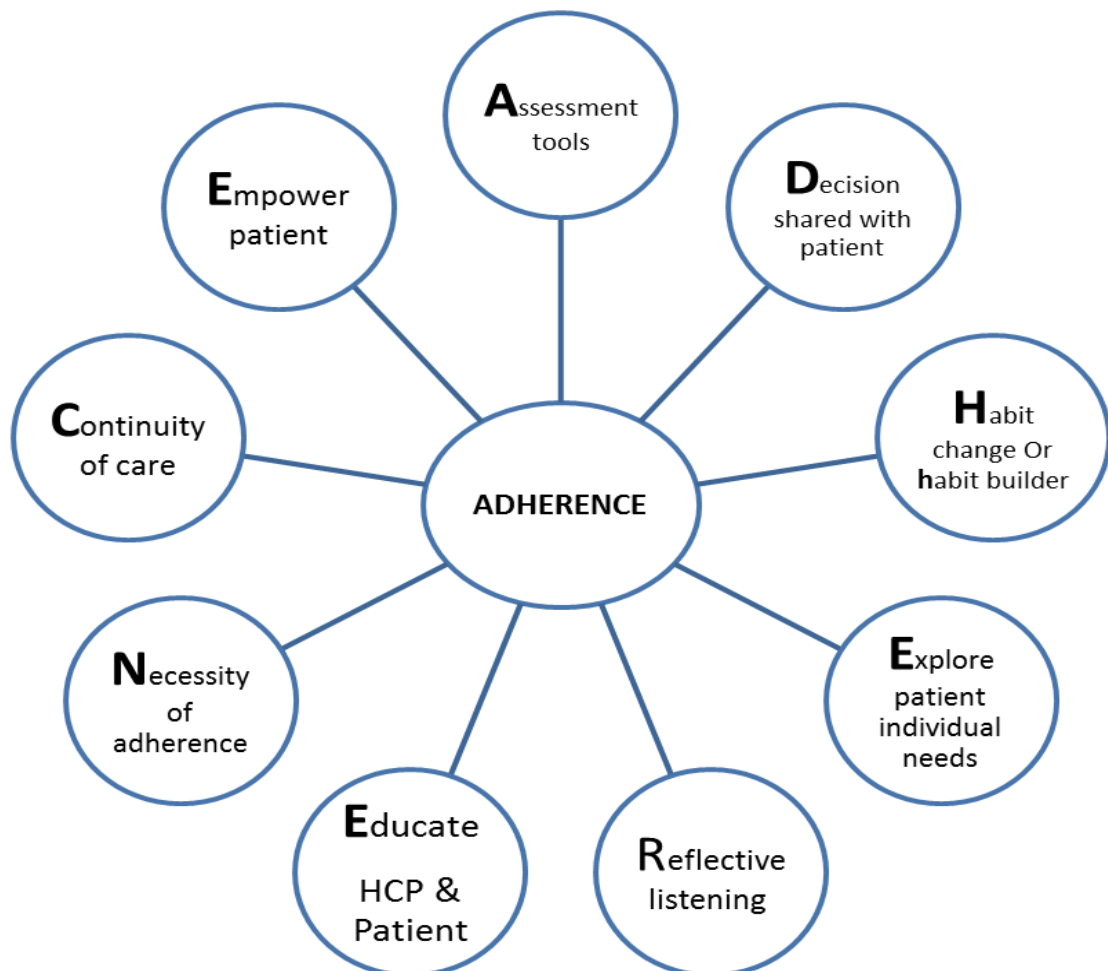 Assessment
tools
Decision
shared with
patient
Habit
change Or
habit builder
Explore
patient
individual
needs
Reflective
listening
Educate
HCP &
Patient
Necessity
of
adherence
Continuity
of care
Empower
patient
ADHERENCE